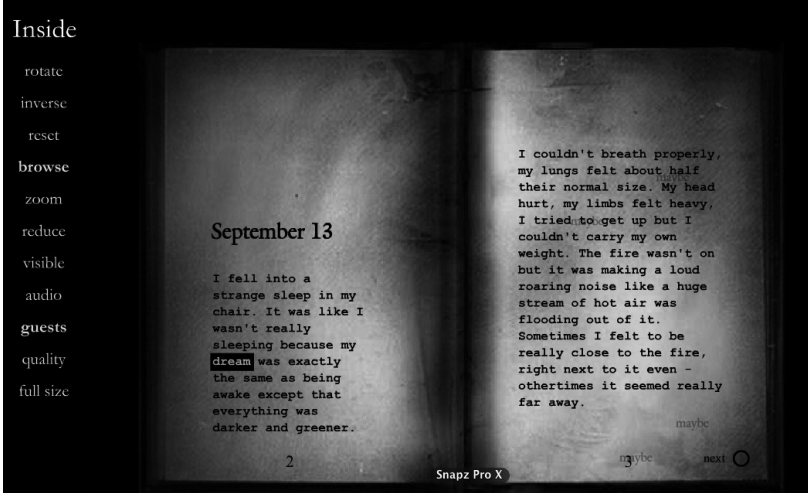 Inside
rotate
inverse
reset
browse
zoom
reduce
visible
audio
guests
quality
full size
September 13
I fell into a
strange sleep in my
chair. It was like I
wasn't really
sleeping because my
dream was exactly
the same as being
awake except that
everything was
darker and greener.
2
I couldn't breath properly,
my lungs felt about half
their normal size. My head
hurt, my limbs felt heavy,
I tried to get up but I
couldn't carry my own
weight. The fire wasn't on
but it was making a loud
roaring noise like a huge
stream of hot air was
flooding out of it.
Sometimes I felt to be
really close to the fire,
right next to it even -
othertimes it seemed really
far away.
maybe
maybe
maybe
maybe
3
next
Snapz Pro X